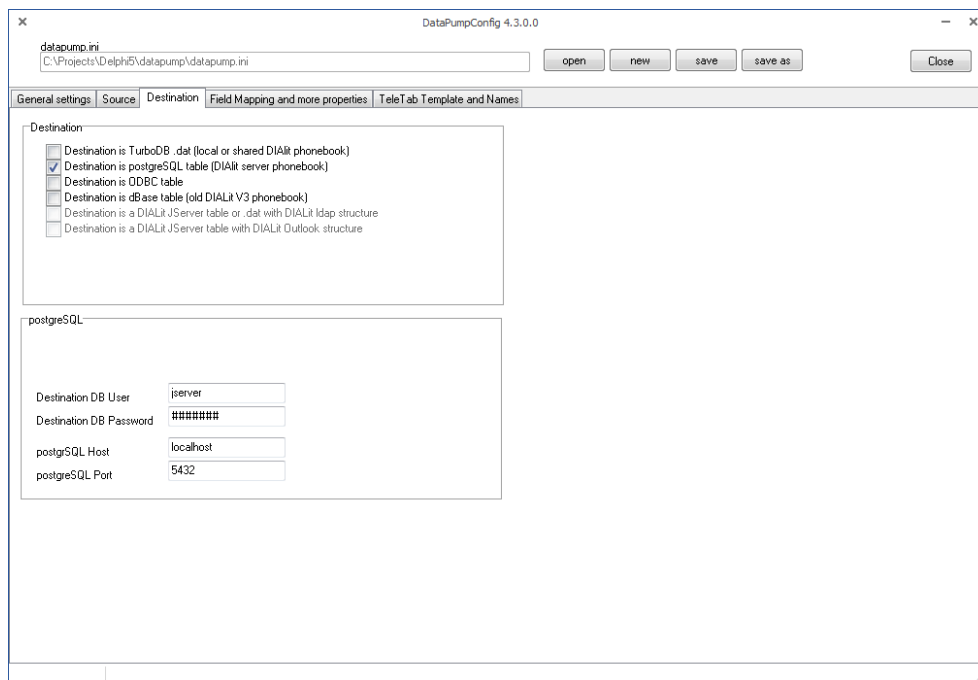 DataPumpConfig 4.3.0.0
datapump.ini
C:\Projects\Delphi5\datapump\datapump.ini
open new save save as Close
General settings Source Destination Field Mapping and more properties TeleTab Template and Names
Destination
Destination is TurboDB .dat (local or shared DIAlit phonebook)
Destination is postgreSQL table (DIAlit server phonebook)
Destination is ODBC table
Destination is dBase table (old DIALit V3 phonebook)
Destination is a DIALit JServer table or .dat with DIALit ldap structure
Destination is a DIALit JServer table with DIALit Outlook structure
postgreSQL
Destination DB User jserver
Destination DB Password #######
postgrSQL Host localhost
postgreSQL Port 5432